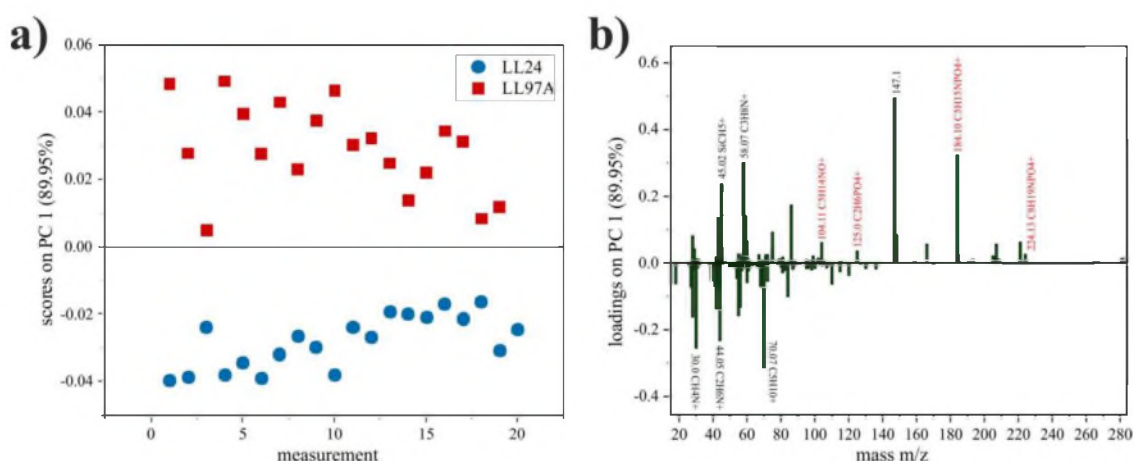 a)
scores on PC 1 (89.95%)
0.06
0.04
0.02
0.00
-0.02
-0.04
LL24
LL97A
0
5
10
15
20
measurement
b)
loadings on PC 1 (89.95%)
0.6
0.4
0.2
0.0
-0.2
-0.4
45.02 SiCH5+
58.07 C3H8N+
104.11 C5H14NO+
125.0 C2H6PO4+
147.1
184.10 C5H15NPO4+
224.13 C8H19NPO4+
30.0 CH4N+
44.05 C2H6N+
70.07 C5H10+
20
40
60
80
100
120
140
160
180
200
220
240
260
280
mass m/z